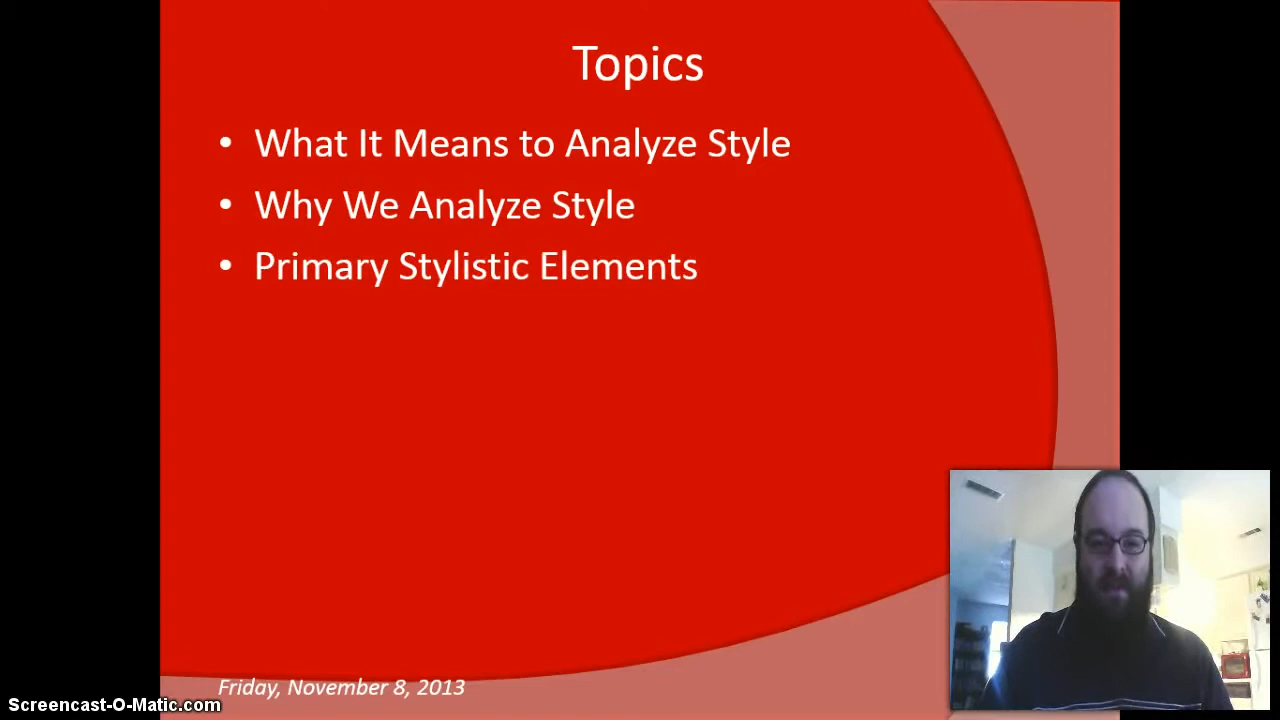 Topics
• What It Means to Analyze Style
• Why We Analyze Style
• Primary Stylistic Elements
Friday, November 8, 2013
Screencast-O-Matic.com